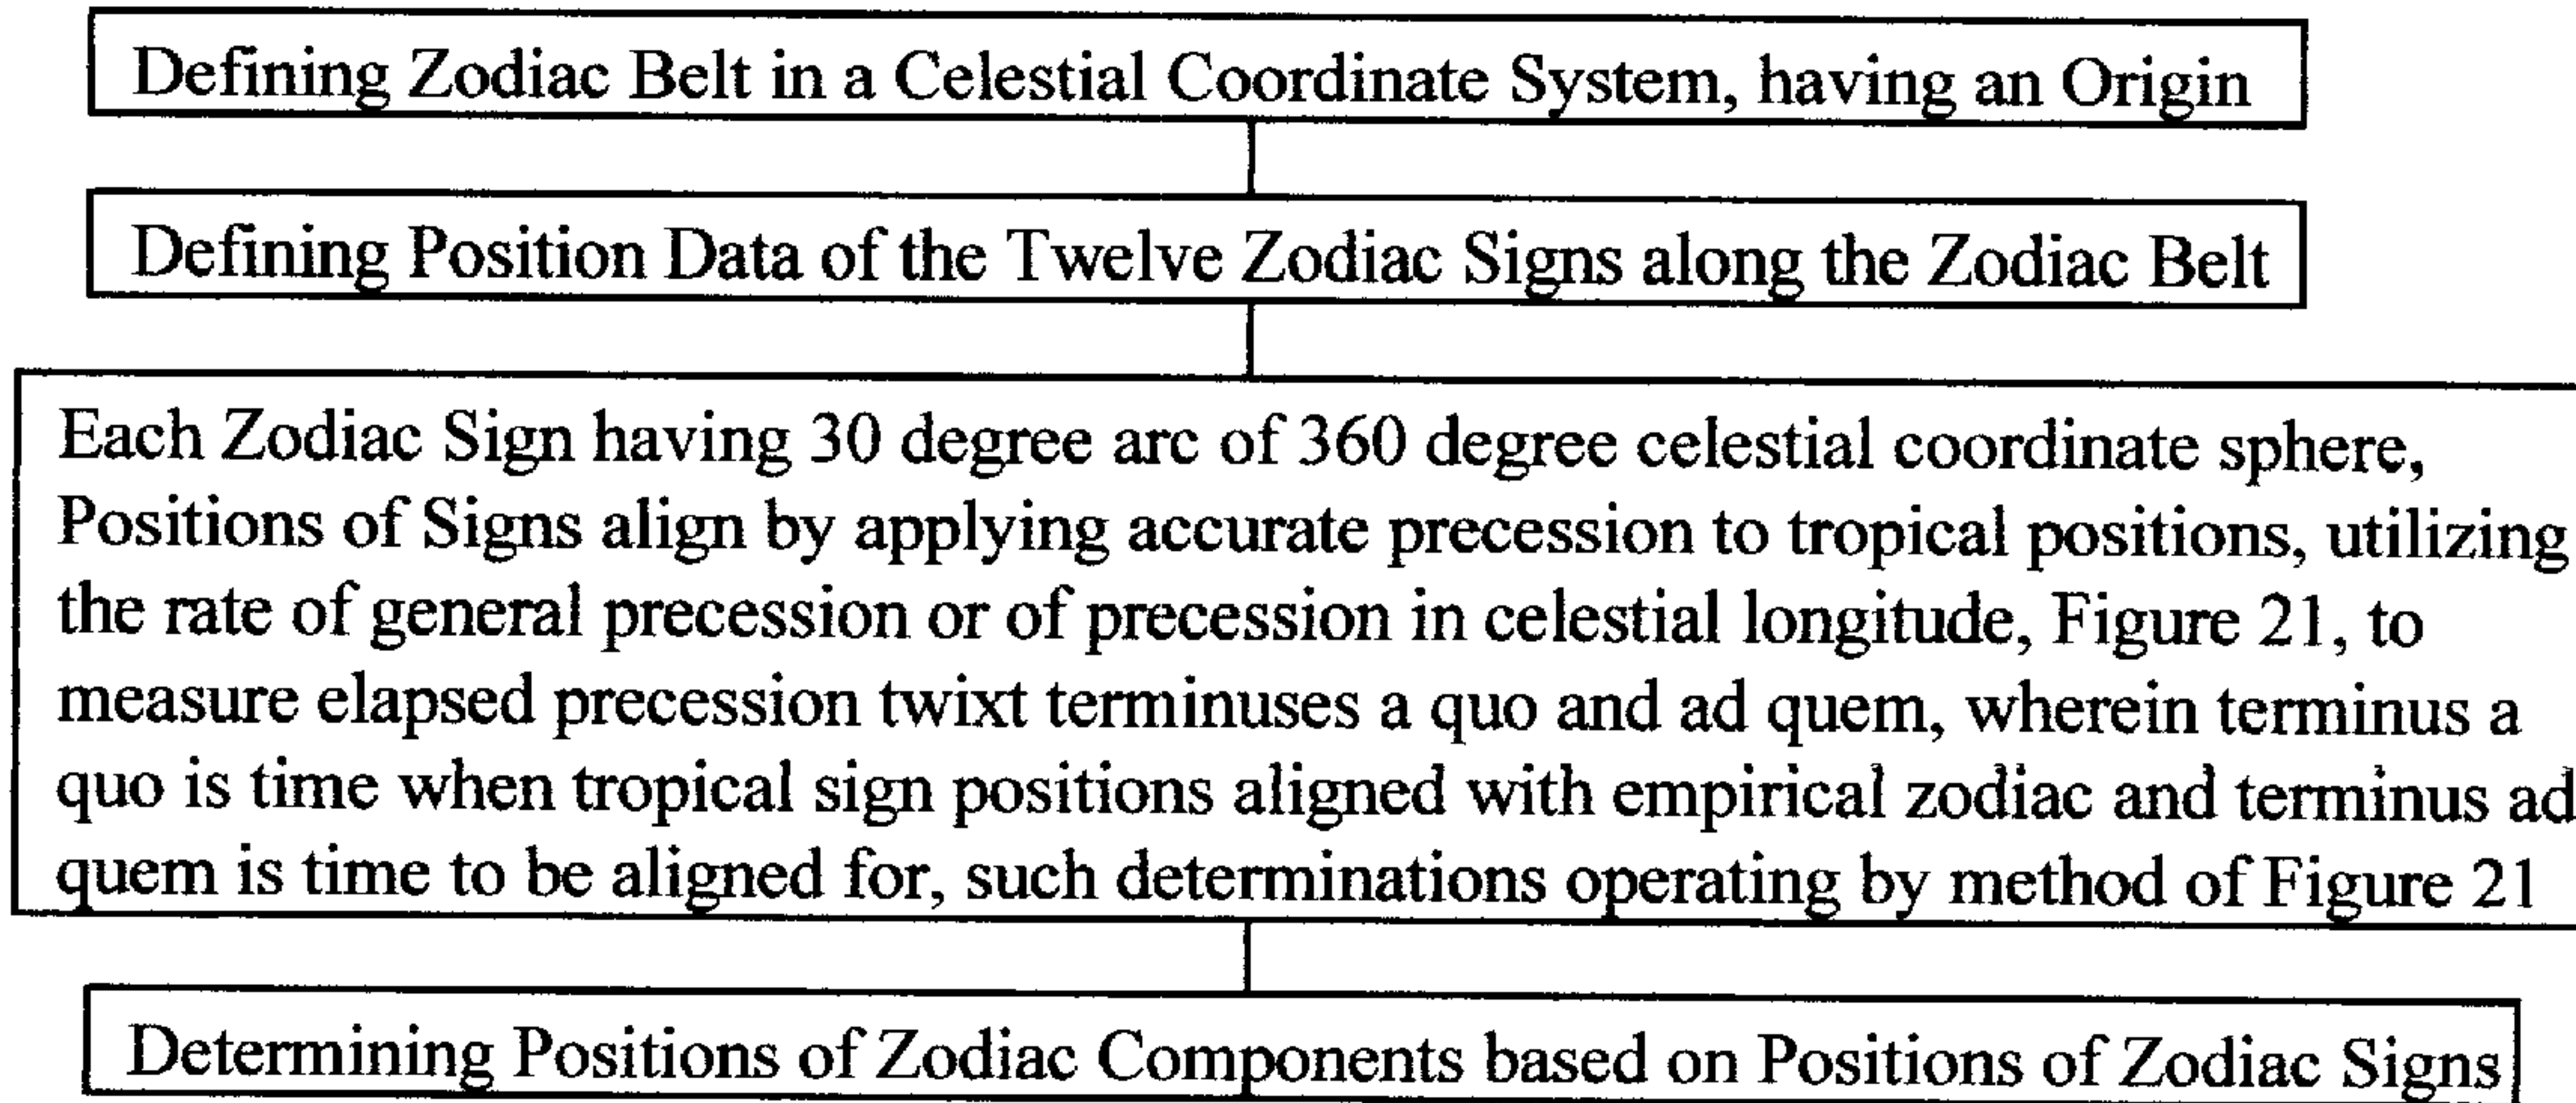 Defining Zodiac Belt in a Celestial Coordinate System, having an Origin
Defining Position Data of the Twelve Zodiac Signs along the Zodiac Belt
Each Zodiac Sign having 30 degree arc of 360 degree celestial coordinate sphere,
Positions of Signs align by applying accurate precession to tropical positions, utilizing
the rate of general precession or of precession in celestial longitude, Figure 21, to
measure elapsed precession twixt terminuses a quo and ad quem, wherein terminus a
quo is time when tropical sign positions aligned with empirical zodiac and terminus ad
quem is time to be aligned for, such determinations operating by method of Figure 21
Determining Positions of Zodiac Components based on Positions of Zodiac Signs